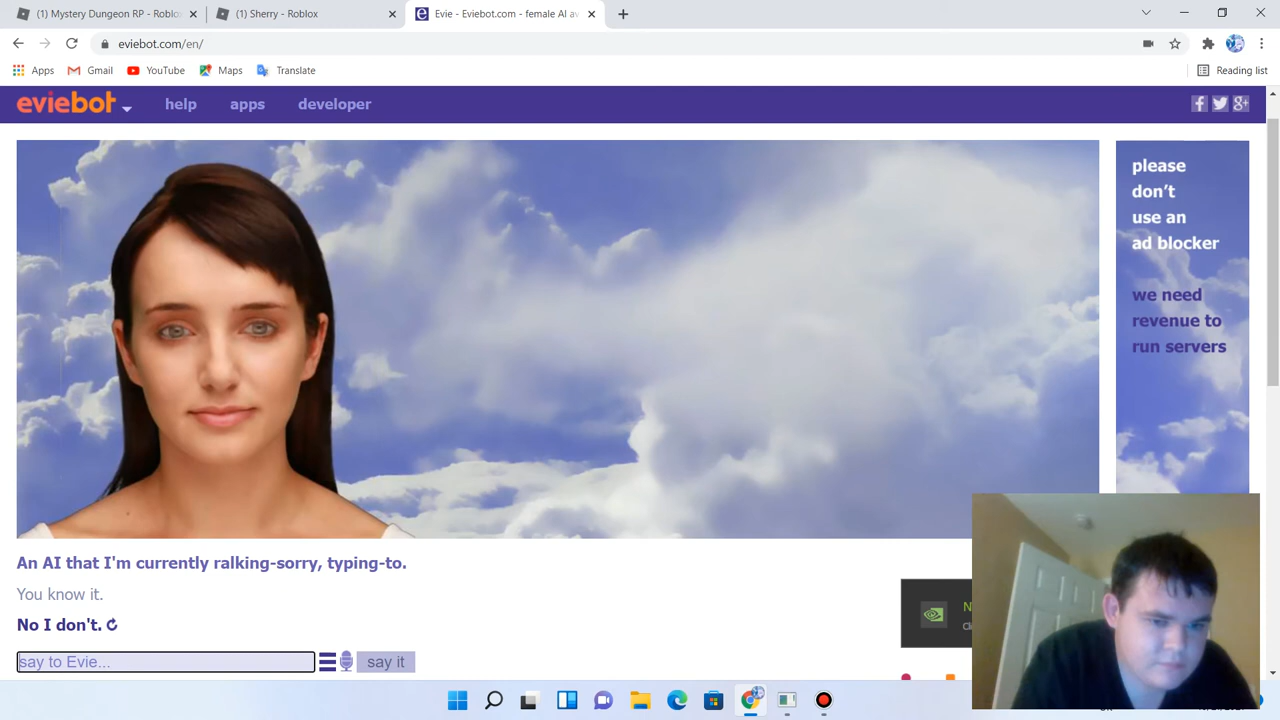 (1) Mystery Dungeon RP - Roblox
(1) Sherry - Roblox
Evie - Eviebot.com - female AI av
eviebot.com/en/
Apps
Gmail
YouTube
Maps
Translate
Reading list
eviebot
help
apps
developer
please
don't
use an
ad blocker
we need
revenue to
run servers
An AI that I'm currently ralking-sorry, typing-to.
You know it.
No I don't.
say to Evie...
say it